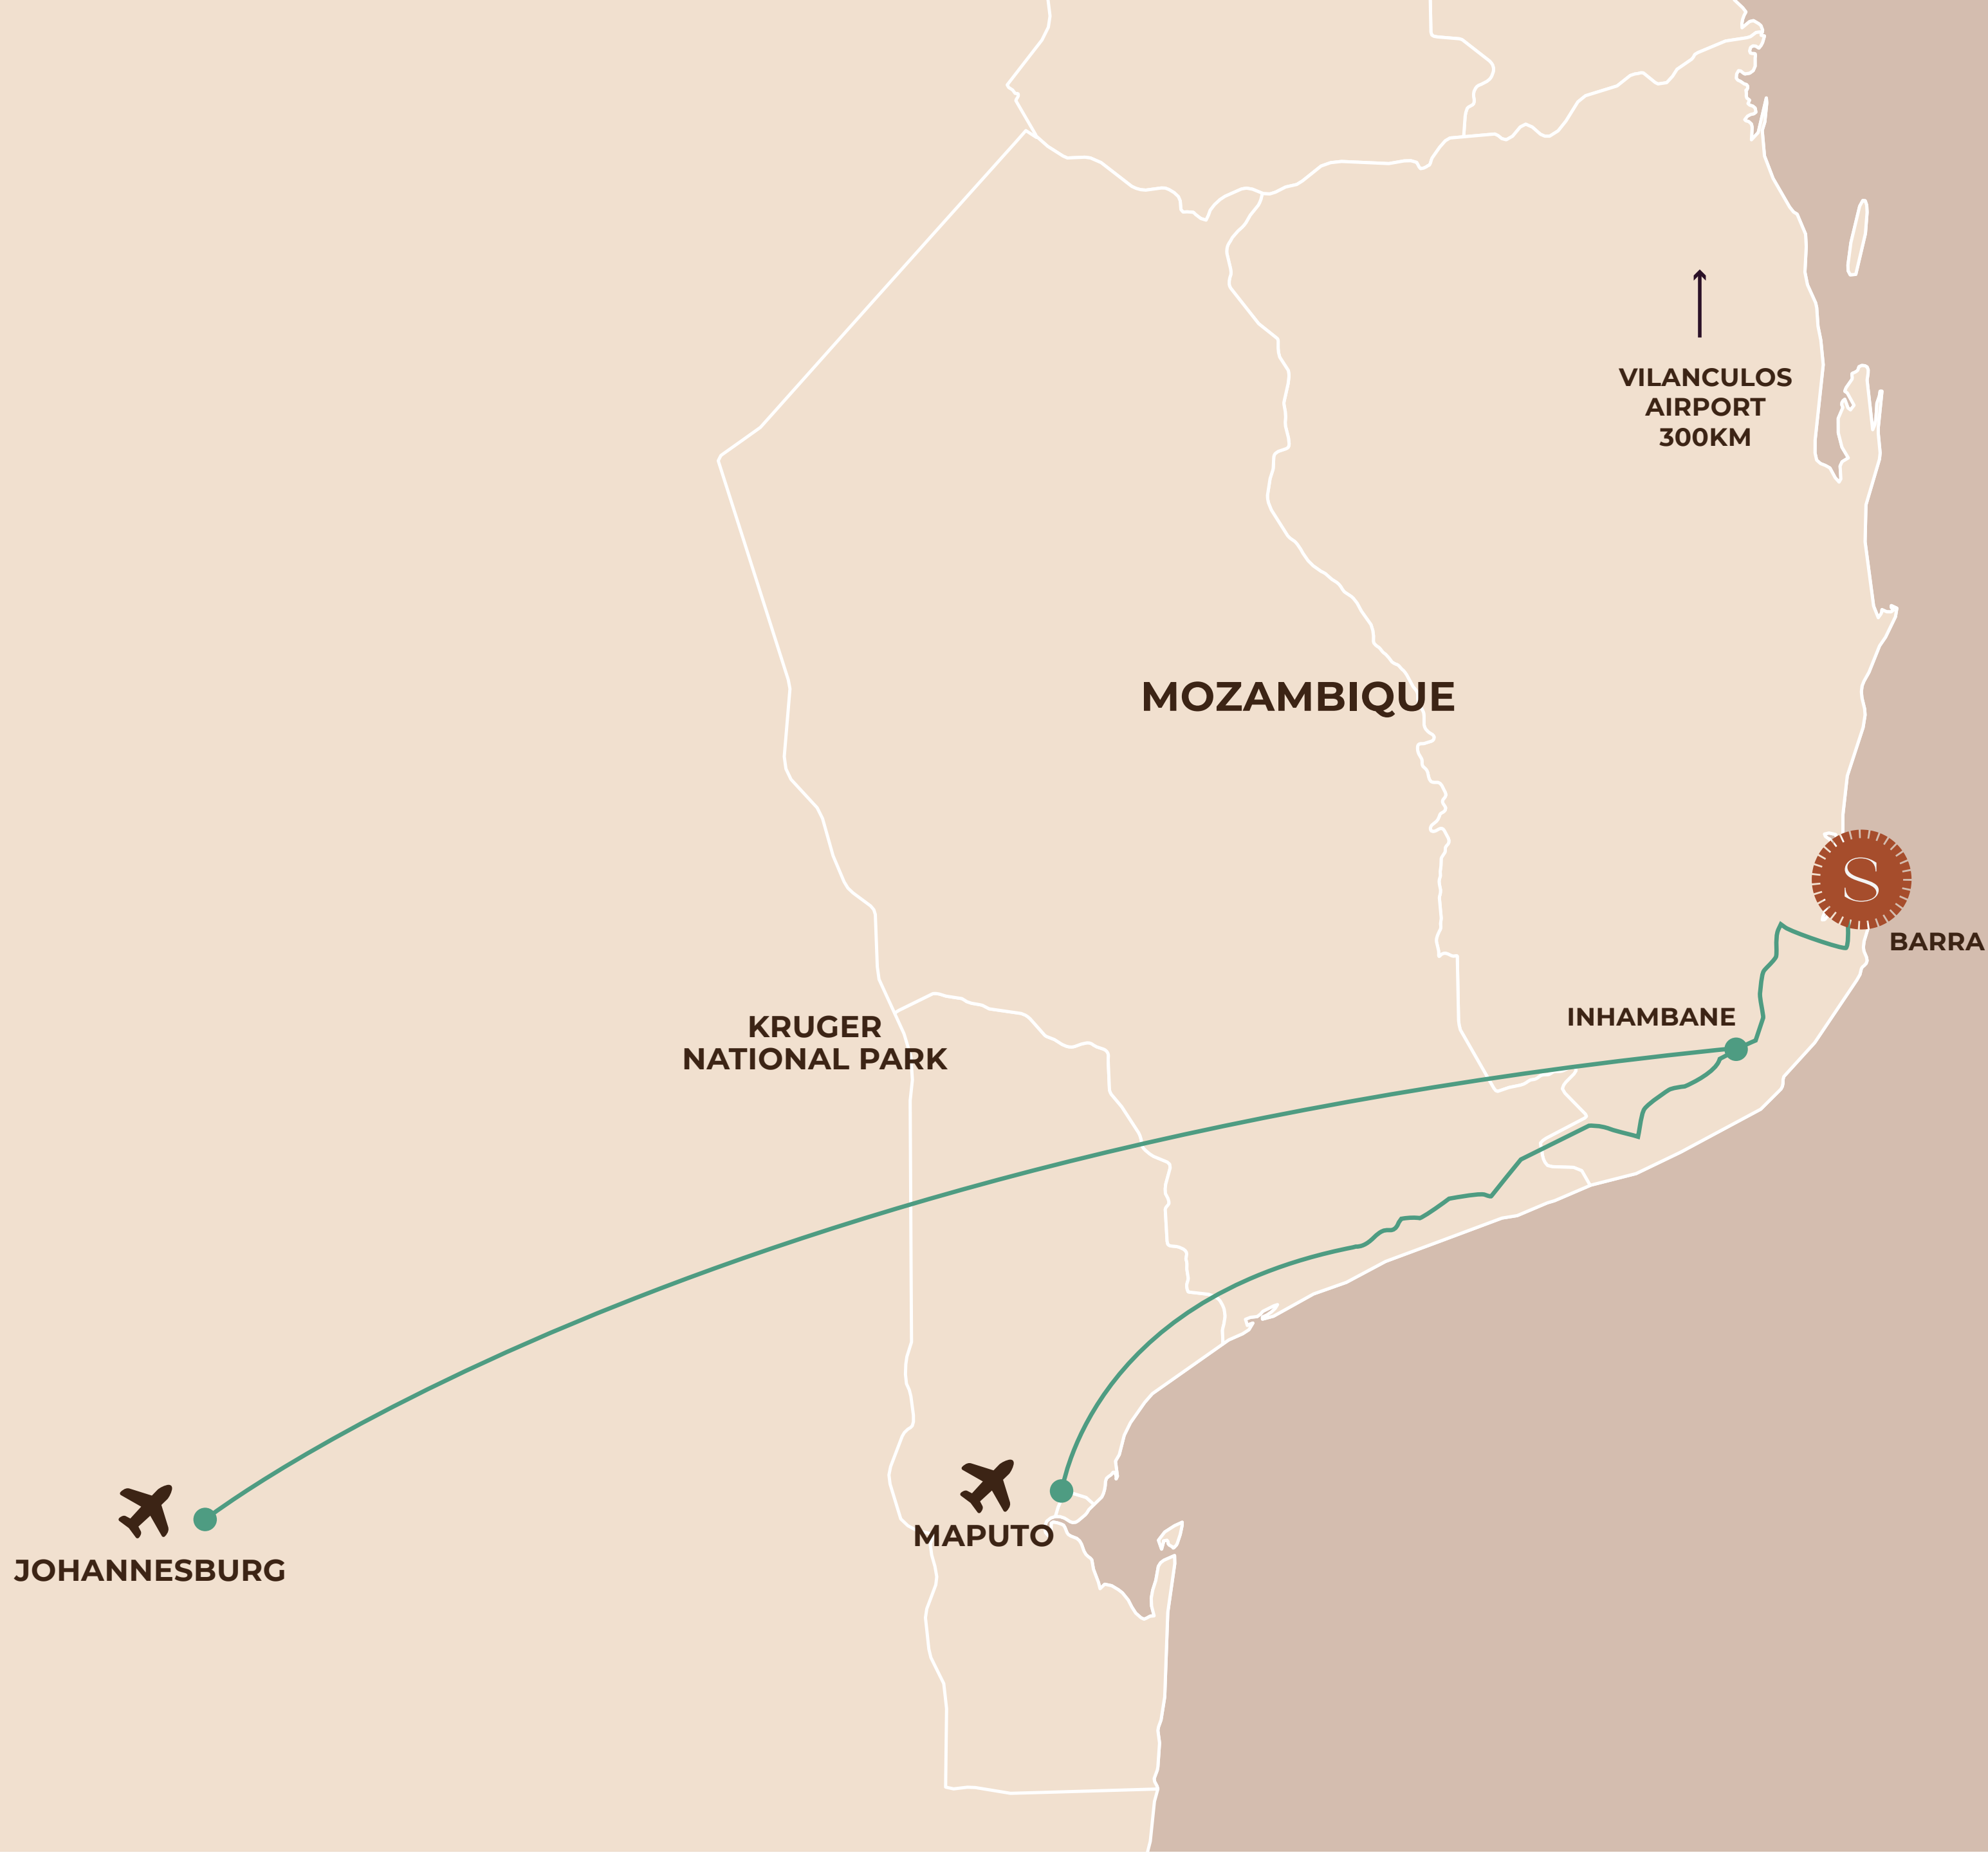 VILANCULOS
AIRPORT
300KM
MOZAMBIQUE
S
BARRA
INHAMBANE
KRUGER
NATIONAL PARK
MAPUTO
JOHANNESBURG